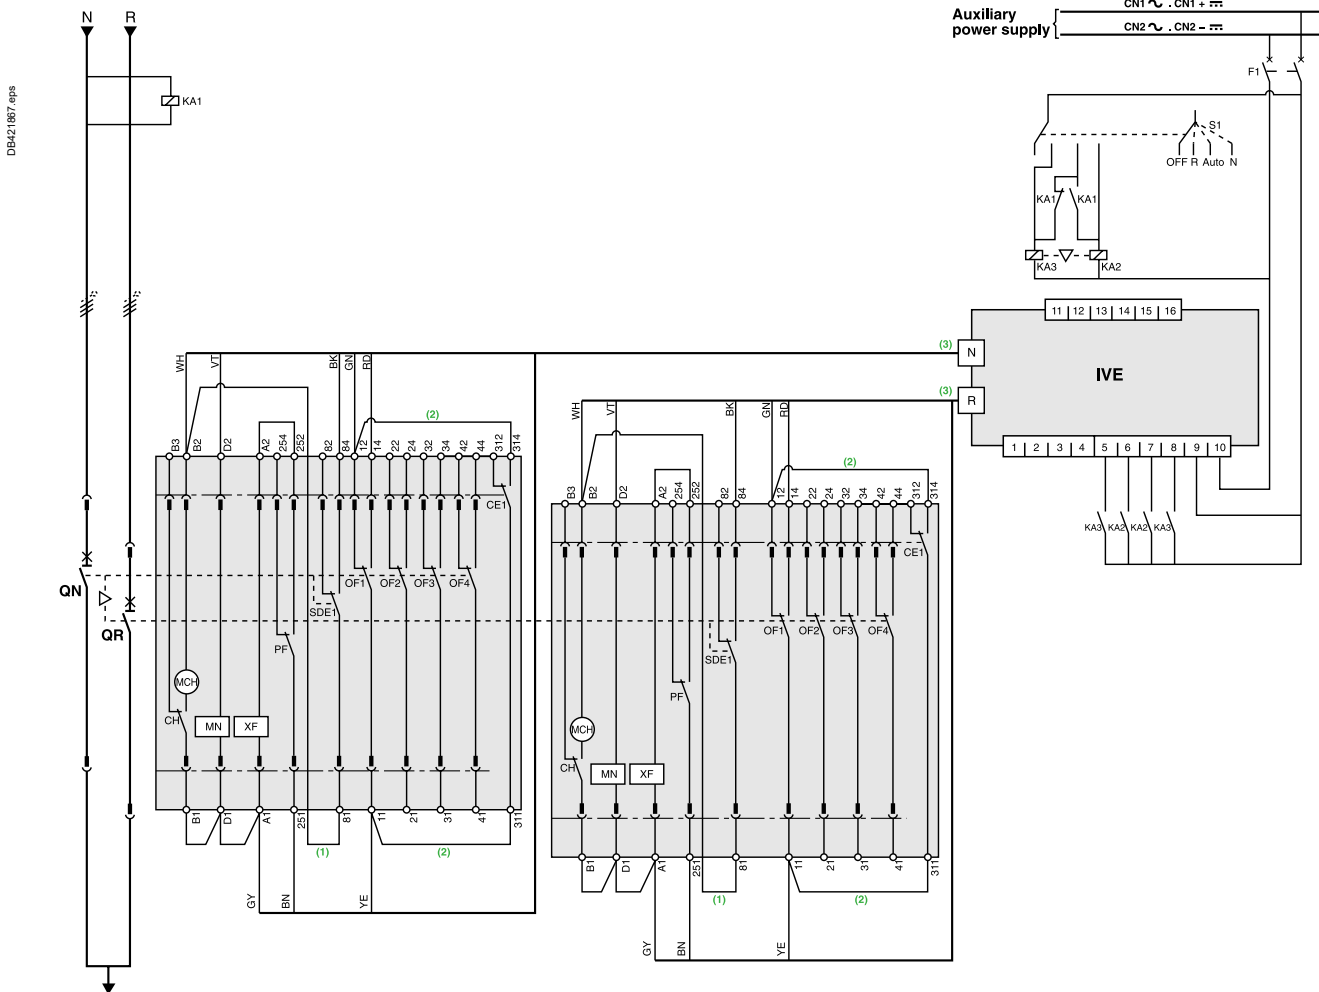 N R
Auxiliary
power supply
CN1 ∿ . CN1 + ⎓
CN2 ∿ . CN2 – ⎓
F1
DB421867.eps
KA1
S1
OFF R Auto N
KA1 KA1
KA3 KA2
11 12 13 14 15 16
(3) N
IVE
(3) R
1 2 3 4 5 6 7 8 9 10
KA3 KA2 KA2 KA3
WH VT BK GN RD
(2)
B3 B2 D2 A2 254 252 82 84 12 14 22 24 32 34 42 44 312 314
CE1
OF1 OF2 OF3 OF4
QN
SDE1
QR
PF
MCH
CH
MN XF
B1 D1 A1 251 81 11 21 31 41 311
(1) (2)
GY BN YE
WH VT BK GN RD
(2)
B3 B2 D2 A2 254 252 82 84 12 14 22 24 32 34 42 44 312 314
CE1
OF1 OF2 OF3 OF4
SDE1
PF
MCH
CH
MN XF
B1 D1 A1 251 81 11 21 31 41 311
(1) (2)
GY BN YE